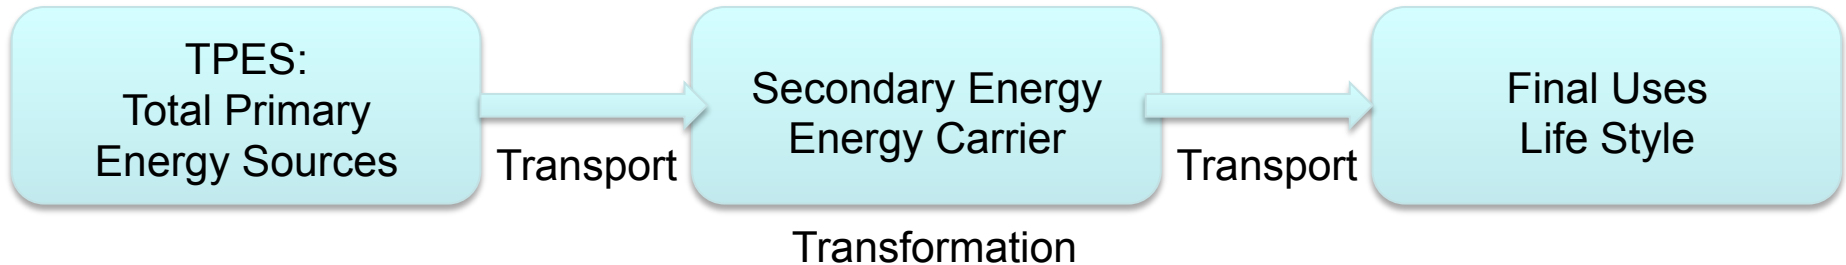 TPES:
Total Primary
Energy Sources
Transport
Secondary Energy
Energy Carrier
Transformation
Transport
Final Uses
Life Style